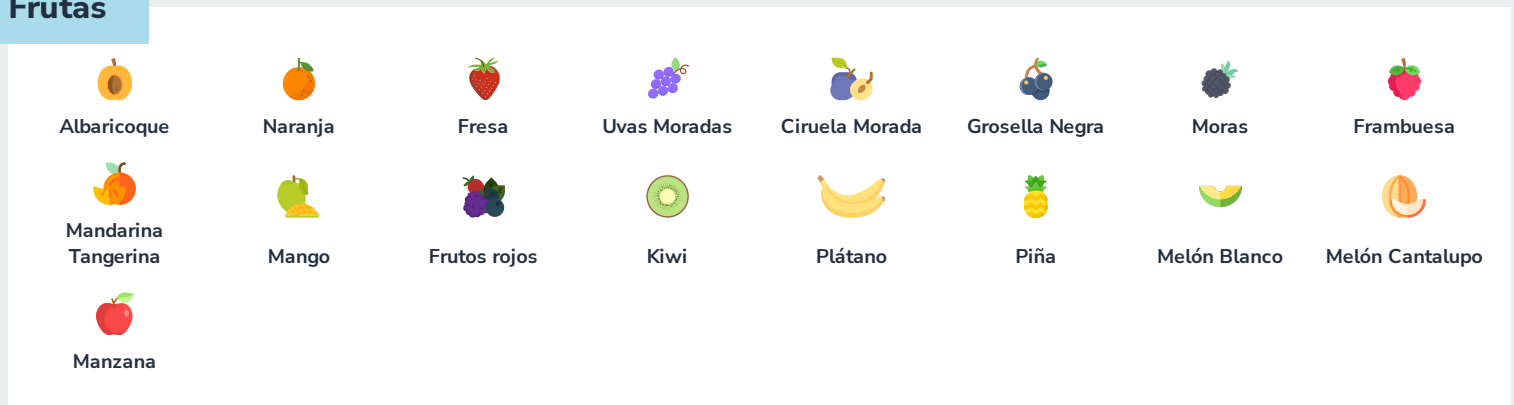 Frutas
Albaricoque
Naranja
Fresa
Uvas Moradas
Ciruela Morada
Grosella Negra
Moras
Frambuesa
Mandarina
Tangerina
Mango
Frutos rojos
Kiwi
Plátano
Piña
Melón Blanco
Melón Cantalupo
Manzana